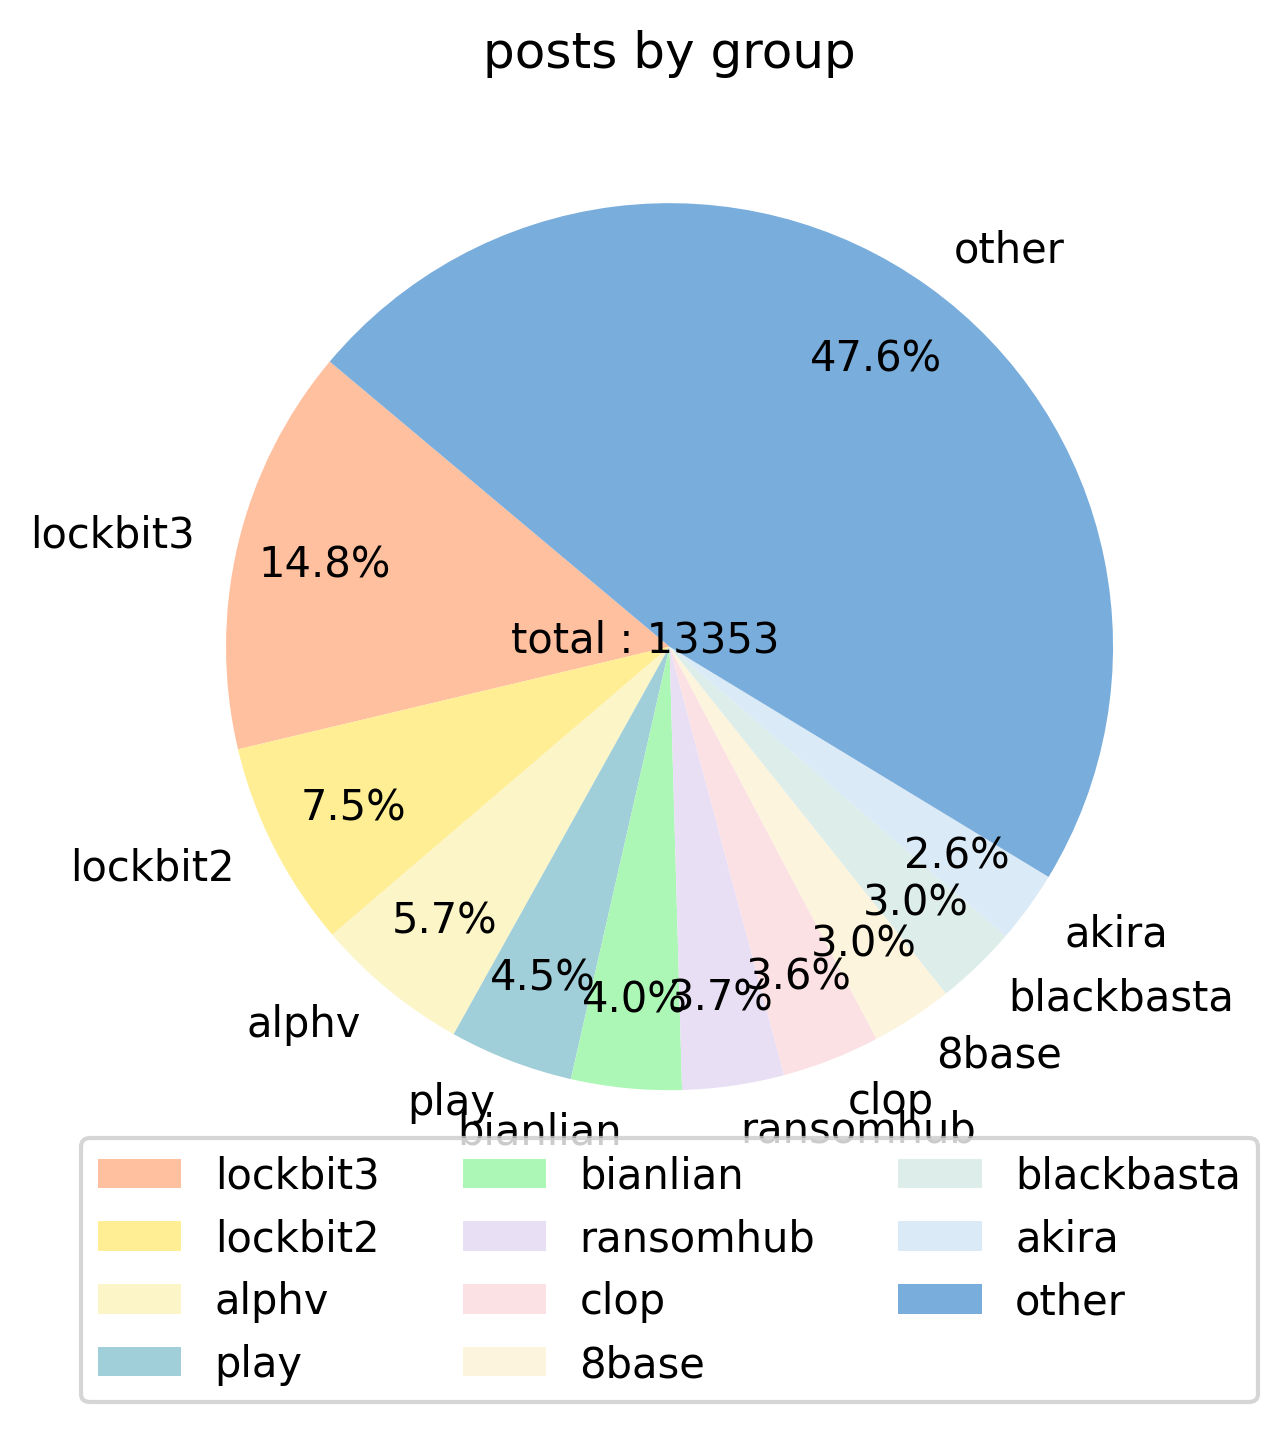 posts by group
other
47.6%
lockbit3
14.8%
total : 13353
7.5%
lockbit2
2.6%
3.0%
5.7%
akira
3.0%
3.6%
4.5%
4.0%
3.7%
blackbasta
alphv
8base
play
clop
bianlian
ransomhub
lockbit3
lockbit2
alphv
play
bianlian
ransomhub
clop
8base
blackbasta
akira
other